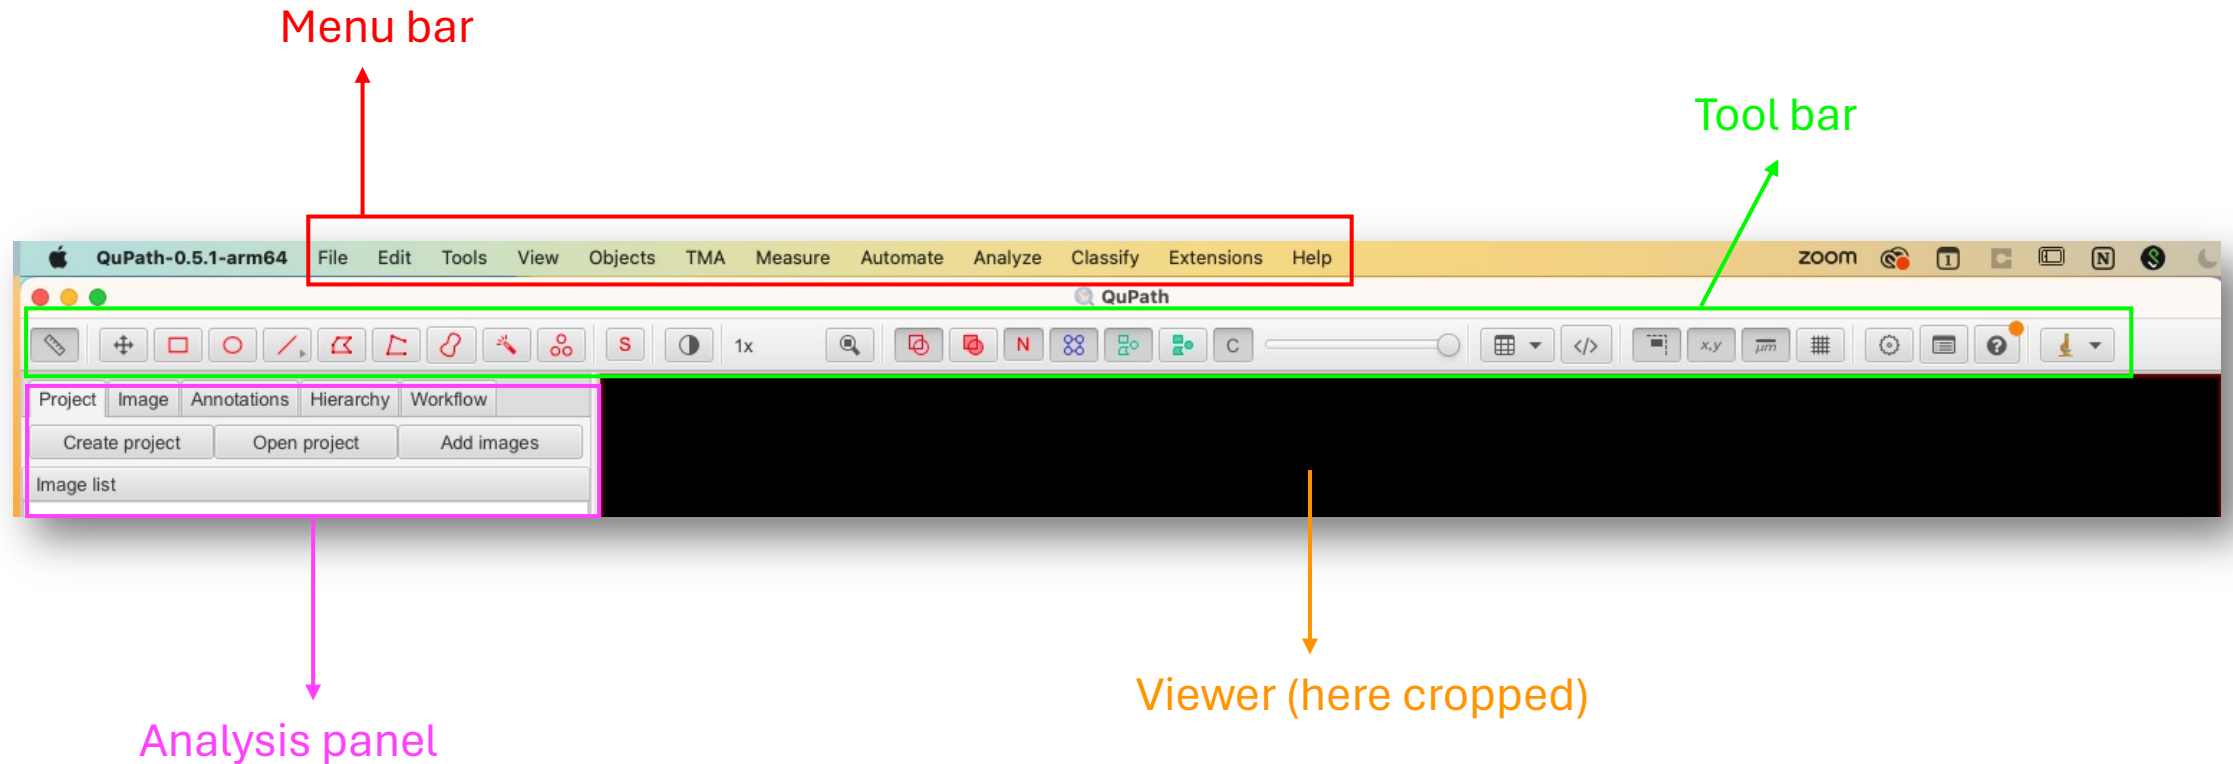 Menu bar
Tool bar
QuPath-0.5.1-arm64 File Edit Tools View Objects TMA Measure Automate Analyze Classify Extensions Help zoom 1 N
QuPath
S 1x N C </> x,y µm ?
Project Image Annotations Hierarchy Workflow
Create project Open project Add images
Image list
Viewer (here cropped)
Analysis panel